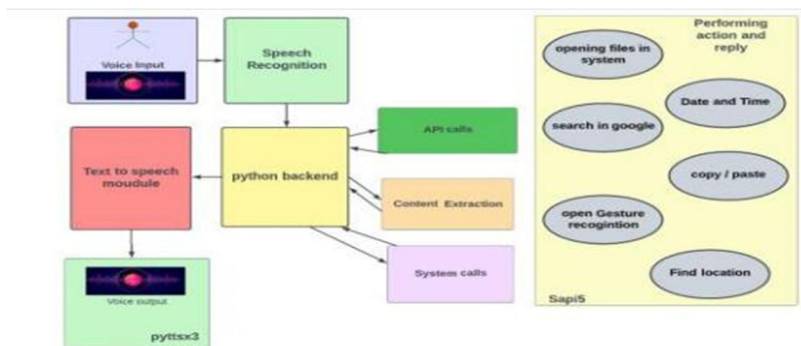 Voice Input
Speech
Recognition
Text to speech
moudule
python backend
API calls
Content Extraction
System calls
Voice output
pyttsx3
Performing
action and
reply
opening files in
system
Date and Time
search in google
copy / paste
open Gesture
recogintion
Find location
Sapi5